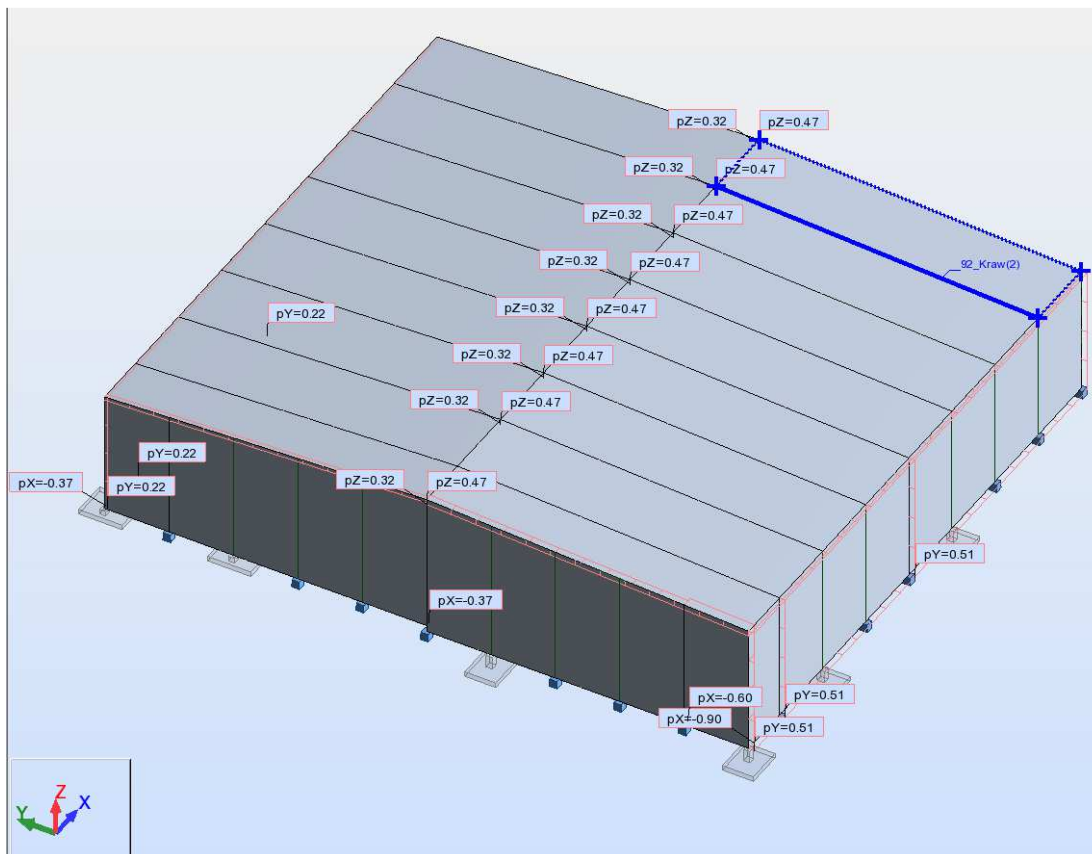 pZ=0.32
pZ=0.47
pZ=0.32
pZ=0.47
pZ=0.32
pZ=0.47
pZ=0.32
pZ=0.47
92_Kraw(2)
pY=0.22
pZ=0.32
pZ=0.47
pZ=0.32
pZ=0.47
pZ=0.32
pZ=0.47
pY=0.22
pX=-0.37
pY=0.22
pZ=0.32
pZ=0.47
pY=0.51
pX=-0.37
pX=-0.60
pY=0.51
pX=-0.90
pY=0.51
Z
Y
X